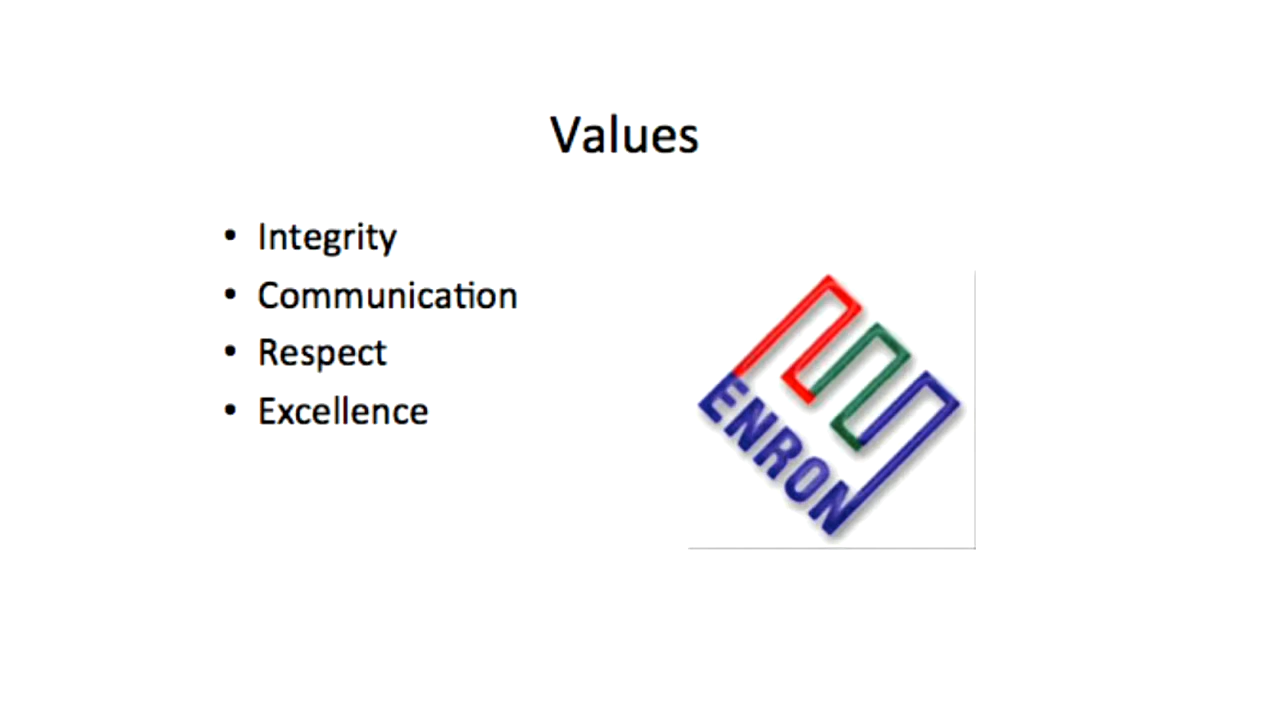 Values
• Integrity
• Communication
• Respect
• Excellence
ENRON